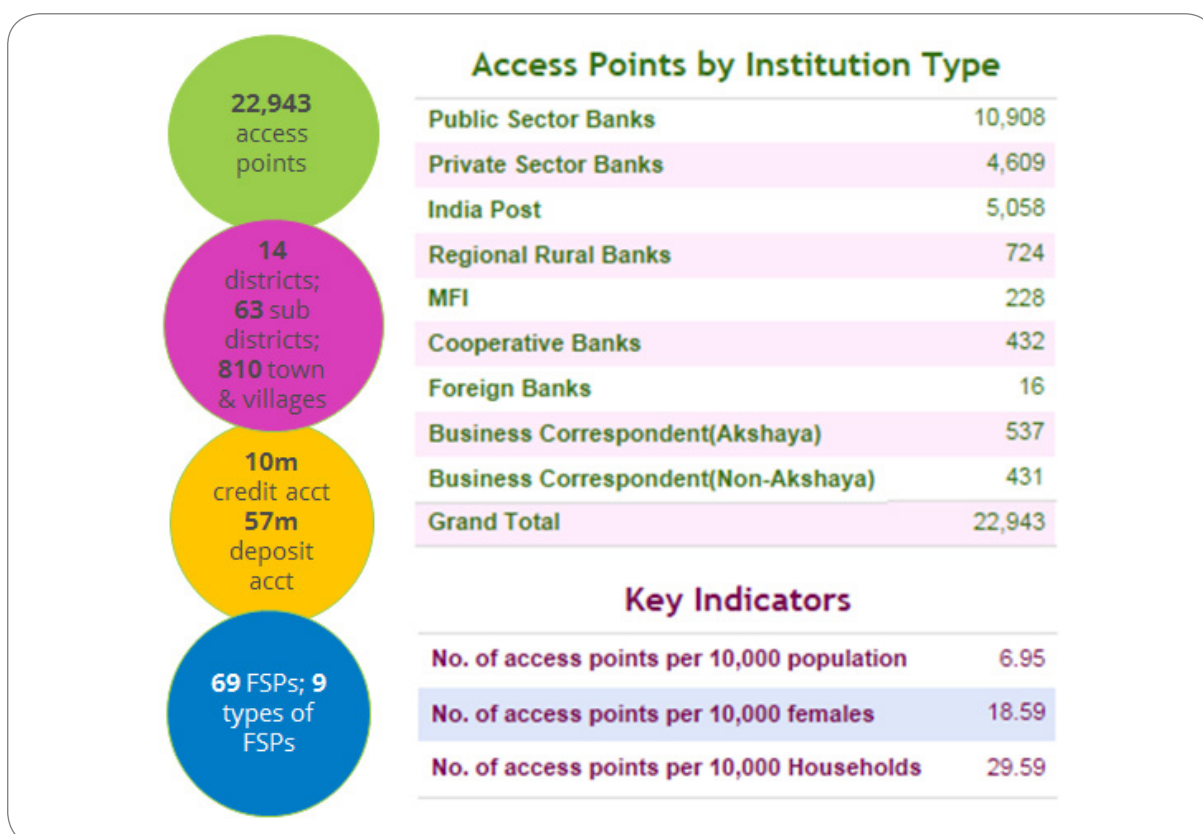 22,943
access
points
14
districts;
63 sub
districts;
810 town
& villages
10m
credit acct
57m
deposit
acct
69 FSPs; 9
types of
FSPs
Access Points by Institution Type
Public Sector Banks 10,908
Private Sector Banks 4,609
India Post 5,058
Regional Rural Banks 724
MFI 228
Cooperative Banks 432
Foreign Banks 16
Business Correspondent(Akshaya) 537
Business Correspondent(Non-Akshaya) 431
Grand Total 22,943
Key Indicators
No. of access points per 10,000 population 6.95
No. of access points per 10,000 females 18.59
No. of access points per 10,000 Households 29.59